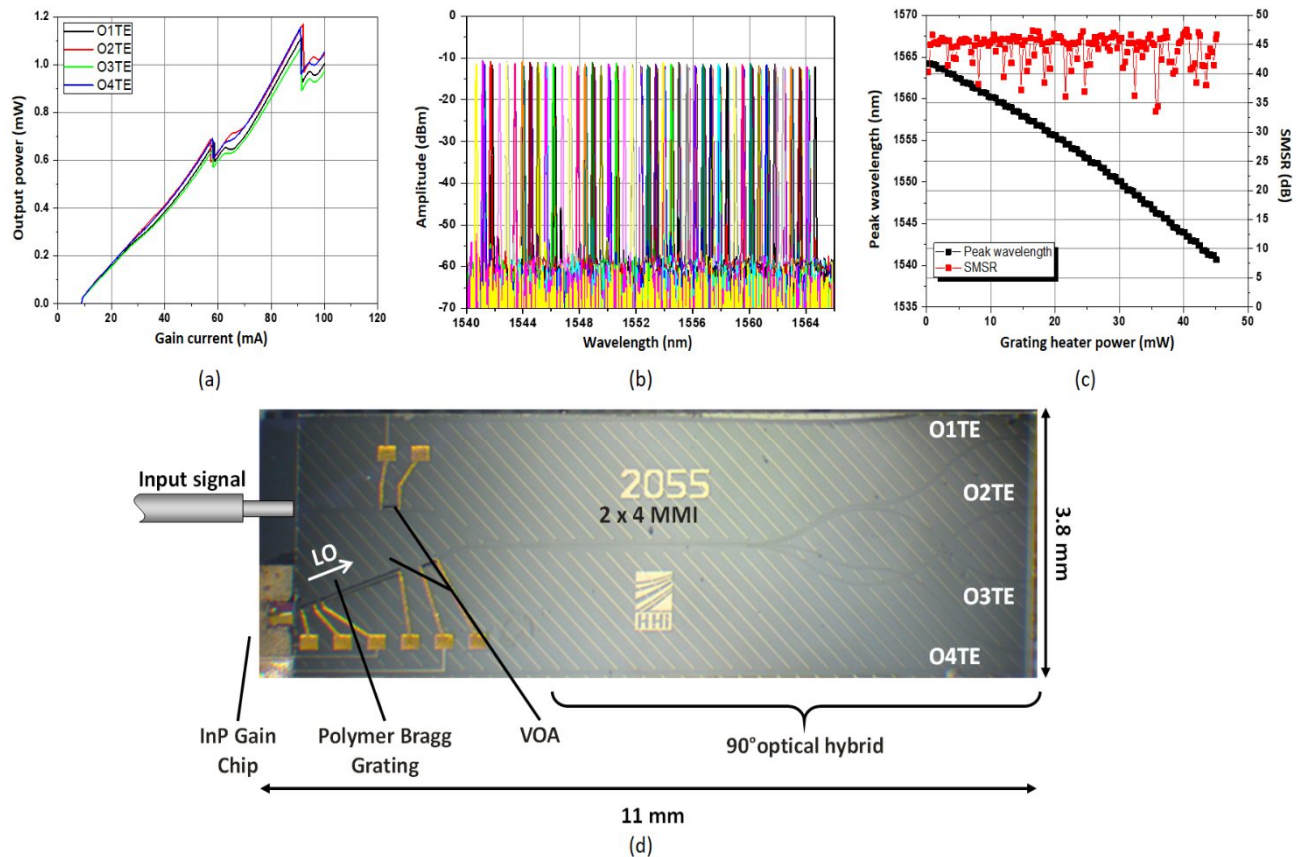 (a)
Output power (mW)
1.2
1.0
0.8
0.6
0.4
0.2
0.0
O1TE
O2TE
O3TE
O4TE
0 20 40 60 80 100 120
Gain current (mA)
(b)
Amplitude (dBm)
0
-10
-20
-30
-40
-50
-60
-70
1540 1544 1548 1552 1556 1560 1564
Wavelength (nm)
(c)
Peak wavelength (nm)
1570
1565
1560
1555
1550
1545
1540
1535
Peak wavelength
SMSR
0 10 20 30 40 50
Grating heater power (mW)
50
45
40
35
30
25
20
15
10
5
0
SMSR (dB)
Input signal
LO
2055
2 x 4 MMI
HHi
O1TE
O2TE
O3TE
O4TE
3.8 mm
InP Gain
Chip
Polymer Bragg
Grating
VOA
90°optical hybrid
11 mm
(d)